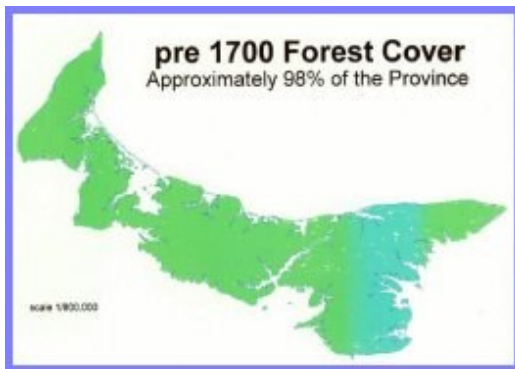 pre 1700 Forest Cover
Approximately 98% of the Province
scale 1/800,000